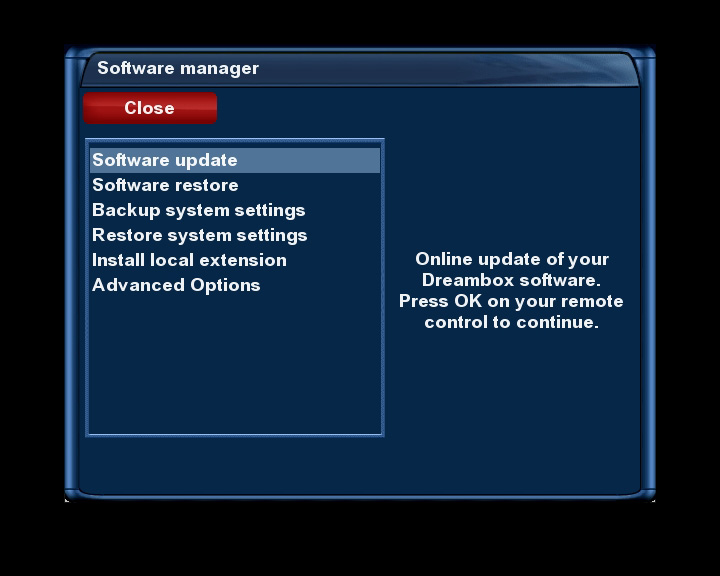 Software manager
Close
Software update
Software restore
Backup system settings
Restore system settings
Install local extension
Advanced Options
Online update of your
Dreambox software.
Press OK on your remote
control to continue.